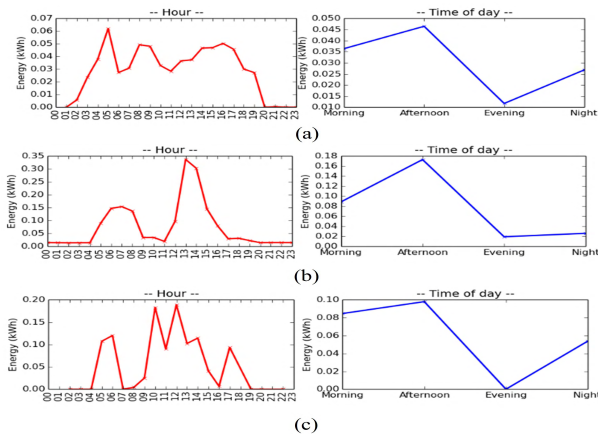 -- Hour --
-- Time of day --
Energy (kWh)
0.07
0.06
0.05
0.04
0.03
0.02
0.01
0.00
00 01 02 03 04 05 06 07 08 09 10 11 12 13 14 15 16 17 18 19 20 21 22 23
Energy (kWh)
0.050
0.045
0.040
0.035
0.030
0.025
0.020
0.015
0.010
Morning Afternoon Evening Night
(a)
-- Hour --
-- Time of day --
Energy (kWh)
0.35
0.30
0.25
0.20
0.15
0.10
0.05
0.00
00 01 02 03 04 05 06 07 08 09 10 11 12 13 14 15 16 17 18 19 20 21 22 23
Energy (kWh)
0.18
0.16
0.14
0.12
0.10
0.08
0.06
0.04
0.02
0.00
Morning Afternoon Evening Night
(b)
-- Hour --
-- Time of day --
Energy (kWh)
0.20
0.15
0.10
0.05
0.00
00 01 02 03 04 05 06 07 08 09 10 11 12 13 14 15 16 17 18 19 20 21 22 23
Energy (kWh)
0.10
0.08
0.06
0.04
0.02
0.00
Morning Afternoon Evening Night
(c)